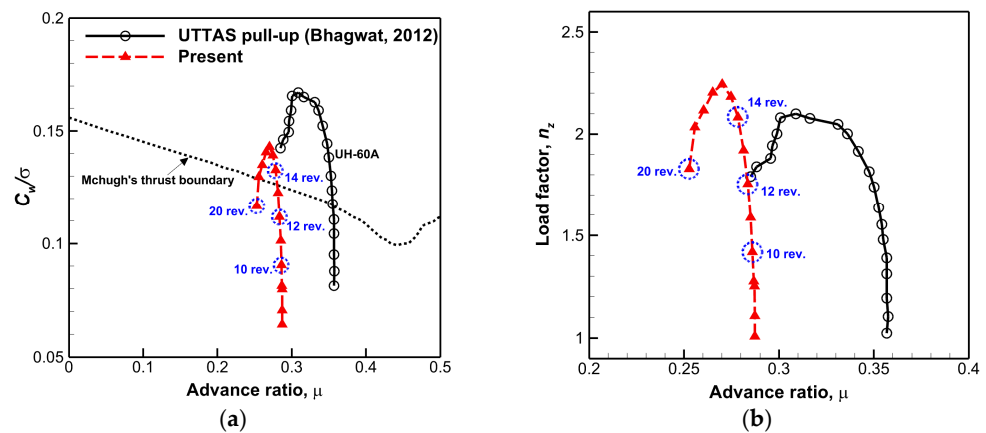 0.2
0.15
0.1
0.05
Cw/σ
UTTAS pull-up (Bhagwat, 2012)
Present
UH-60A
Mchugh's thrust boundary
14 rev.
20 rev.
12 rev.
10 rev.
0
0.1
0.2
0.3
0.4
0.5
Advance ratio, μ
(a)
2.5
2
1.5
1
Load factor, nz
14 rev.
20 rev.
12 rev.
10 rev.
0.2
0.25
0.3
0.35
0.4
Advance ratio, μ
(b)